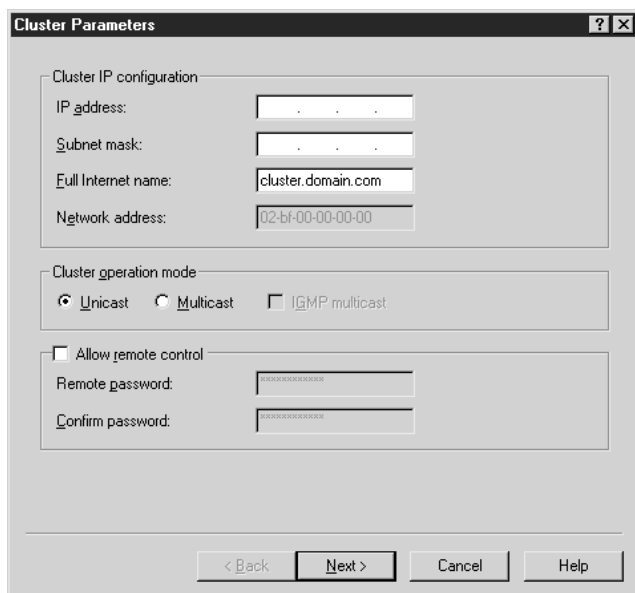 Cluster Parameters ? X
Cluster IP configuration
IP address: . . .
Subnet mask: . . .
Full Internet name: cluster.domain.com
Network address: 02-bf-00-00-00-00
Cluster operation mode
Unicast Multicast IGMP multicast
Allow remote control
Remote password: ************
Confirm password: ************
< Back Next > Cancel Help